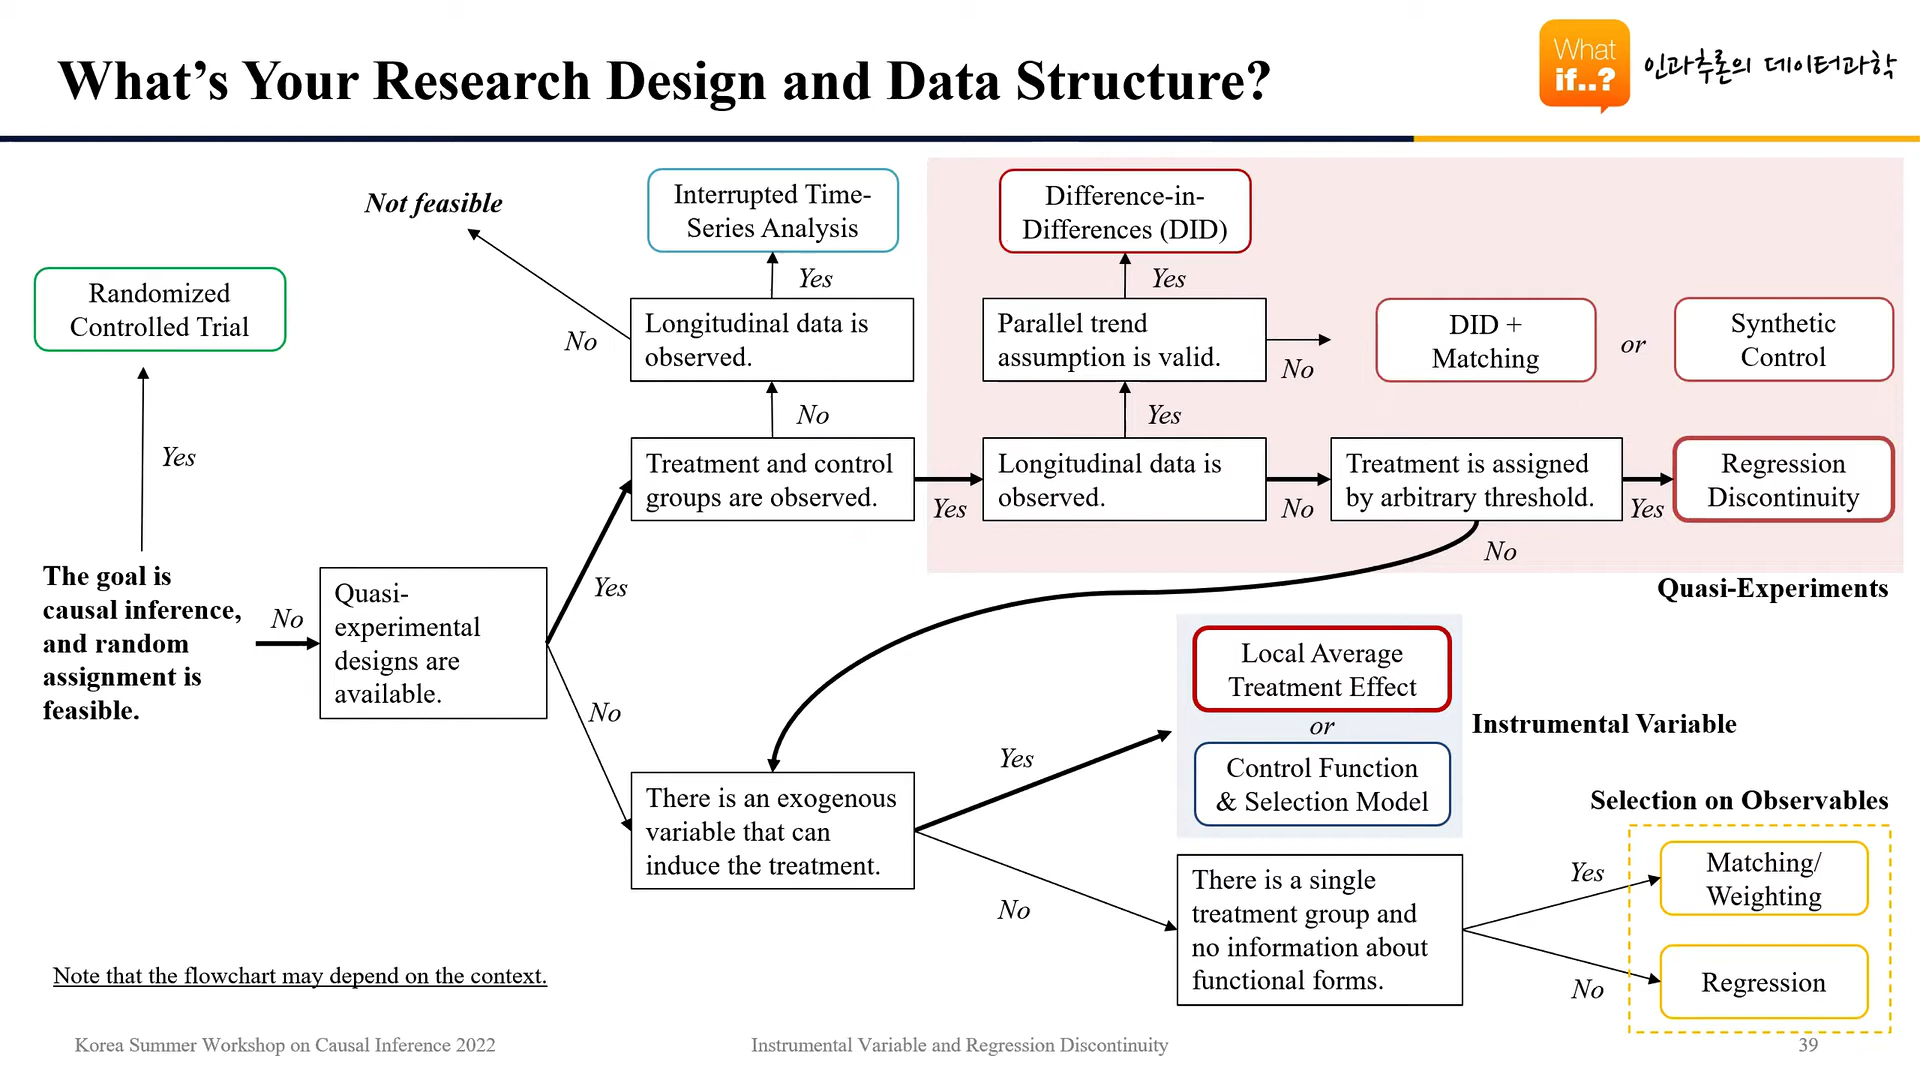 What's Your Research Design and Data Structure?
What
if..?
인과추론의 데이터과학
Not feasible
Interrupted Time-
Series Analysis
Difference-in-
Differences (DID)
Yes
Yes
Randomized
Controlled Trial
No
Longitudinal data is
observed.
Parallel trend
assumption is valid.
No
DID +
Matching
or
Synthetic
Control
Yes
No
Yes
Treatment and control
groups are observed.
Yes
Longitudinal data is
observed.
No
Treatment is assigned
by arbitrary threshold.
Yes
Regression
Discontinuity
No
Quasi-Experiments
The goal is
causal inference,
and random
assignment is
feasible.
No
Quasi-
experimental
designs are
available.
Yes
No
Local Average
Treatment Effect
or
Control Function
& Selection Model
Instrumental Variable
There is an exogenous
variable that can
induce the treatment.
Yes
No
Selection on Observables
There is a single
treatment group and
no information about
functional forms.
Yes
Matching/
Weighting
No
Regression
Note that the flowchart may depend on the context.
Korea Summer Workshop on Causal Inference 2022
Instrumental Variable and Regression Discontinuity
39